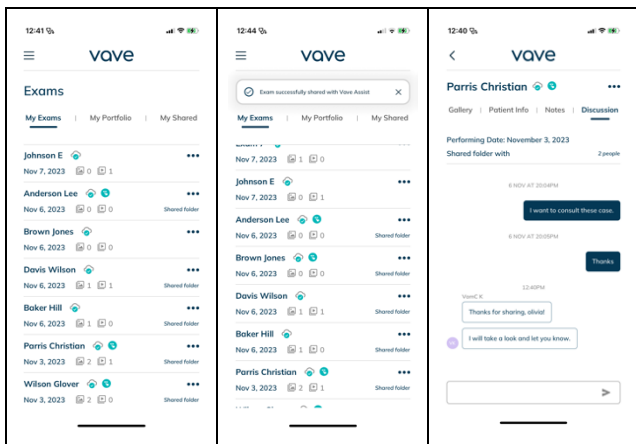 12:41
vave
Exams
My Exams | My Portfolio | My Shared
Johnson E
Nov 7, 2023 0 1
Anderson Lee
Nov 6, 2023 0 0 Shared folder
Brown Jones
Nov 6, 2023 0 0
Davis Wilson
Nov 6, 2023 1 1 Shared folder
Baker Hill
Nov 6, 2023 1 0 Shared folder
Parris Christian
Nov 3, 2023 2 1 Shared folder
Wilson Glover
Nov 3, 2023 2 0 Shared folder
12:44
vave
Exam successfully shared with Vave Assist
My Exams | My Portfolio | My Shared
Nov 7, 2023 1 0
Johnson E
Nov 7, 2023 0 1
Anderson Lee
Nov 6, 2023 0 0 Shared folder
Brown Jones
Nov 6, 2023 0 0 Shared folder
Davis Wilson
Nov 6, 2023 1 1 Shared folder
Baker Hill
Nov 6, 2023 1 0 Shared folder
Parris Christian
Nov 3, 2023 2 1 Shared folder
12:40
vave
Parris Christian
Gallery | Patient Info | Notes | Discussion
Performing Date: November 3, 2023
Shared folder with 2 people
6 NOV AT 20:04PM
I want to consult these case.
6 NOV AT 20:05PM
Thanks
12:40PM
Thanks for sharing, olivia!
I will take a look and let you know.